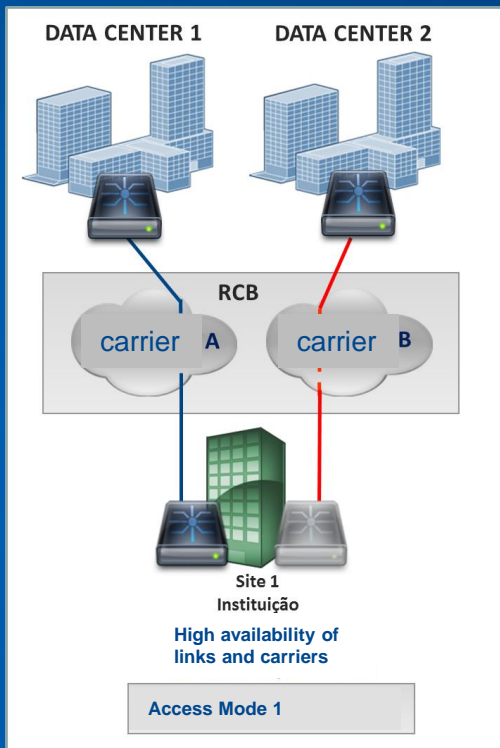 DATA CENTER 1
DATA CENTER 2
RCB
carrier A
carrier B
Site 1
Instituição
High availability of
links and carriers
Access Mode 1